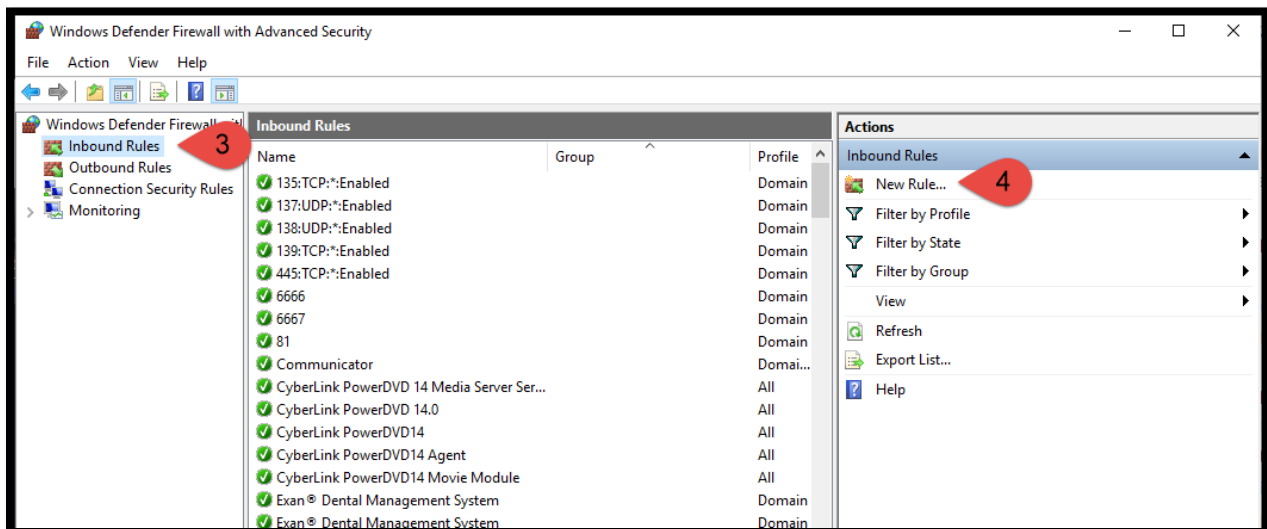 Windows Defender Firewall with Advanced Security
File Action View Help
Windows Defender Firewall wit
Inbound Rules
3
Outbound Rules
Connection Security Rules
Monitoring
Inbound Rules
Name Group Profile
135:TCP:*:Enabled Domain
137:UDP:*:Enabled Domain
138:UDP:*:Enabled Domain
139:TCP:*:Enabled Domain
445:TCP:*:Enabled Domain
6666 Domain
6667 Domain
81 Domain
Communicator Domai...
CyberLink PowerDVD 14 Media Server Ser... All
CyberLink PowerDVD 14.0 All
CyberLink PowerDVD14 All
CyberLink PowerDVD14 Agent All
CyberLink PowerDVD14 Movie Module All
Exan® Dental Management System Domain
Exan® Dental Management System Domain
Actions
Inbound Rules
New Rule...
4
Filter by Profile
Filter by State
Filter by Group
View
Refresh
Export List...
Help